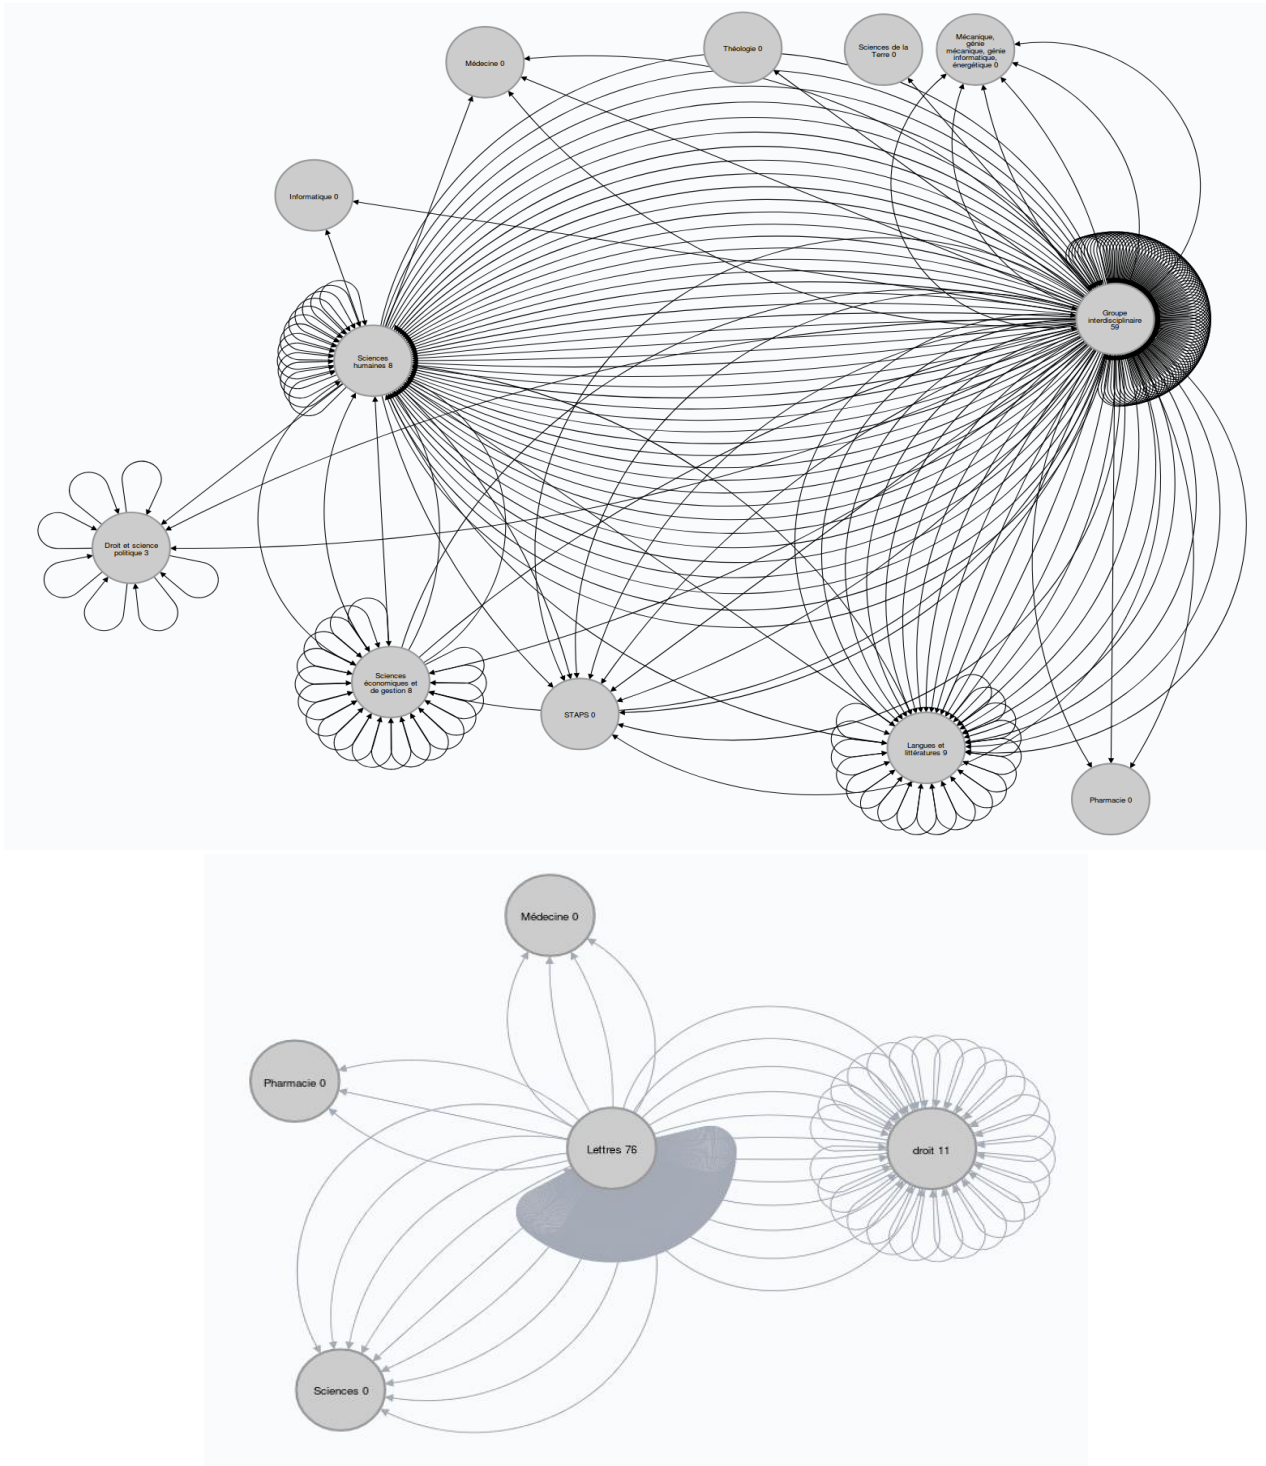 Médecine 0
Théologie 0
Sciences de la
Terre 0
Mécanique,
génie
mécanique, génie
informatique,
énergétique 0
Informatique 0
Groupe
interdisciplinaire
59
Sciences
humaines 8
Droit et science
politique 3
Sciences
économiques et
de gestion 8
STAPS 0
Langues et
littératures 9
Pharmacie 0
Médecine 0
Pharmacie 0
Lettres 76
droit 11
Sciences 0